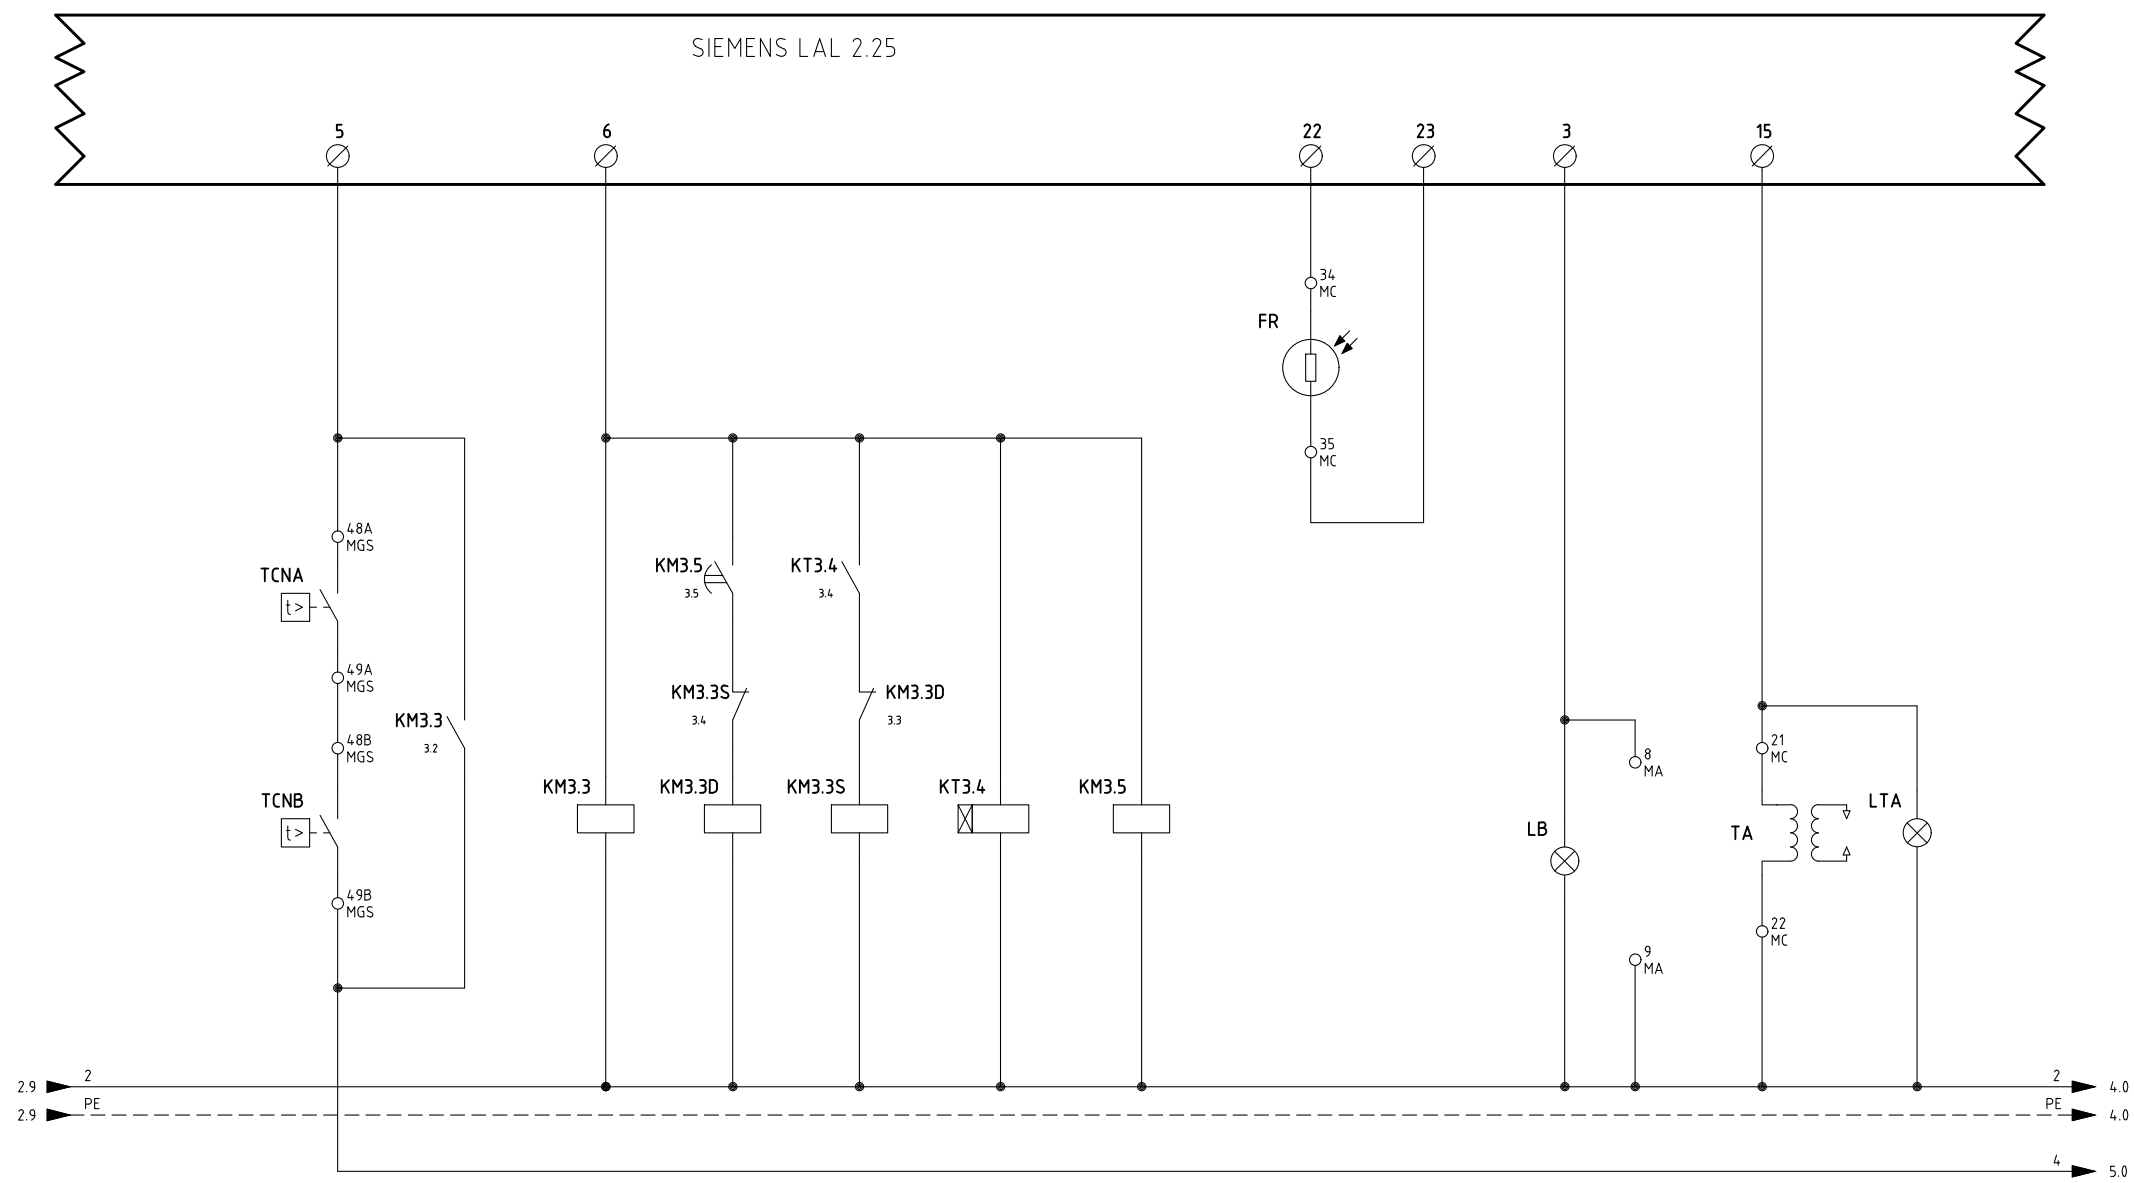 SIEMENS LAL 2.25
5 6 22 23 3 15
34
MC
FR
35
MC
48A
MGS
TCNA
t>
KM3.5
3.5
KT3.4
3.4
49A
MGS
KM3.3S
3.4
KM3.3D
3.3
KM3.3
3.2
48B
MGS
21
MC
8
MA
TCNB
t>
KM3.3 KM3.3D KM3.3S KT3.4 KM3.5
LB
TA
LTA
49B
MGS
22
MC
9
MA
2.9 2 2 4.0
2.9 PE PE 4.0
4 5.0